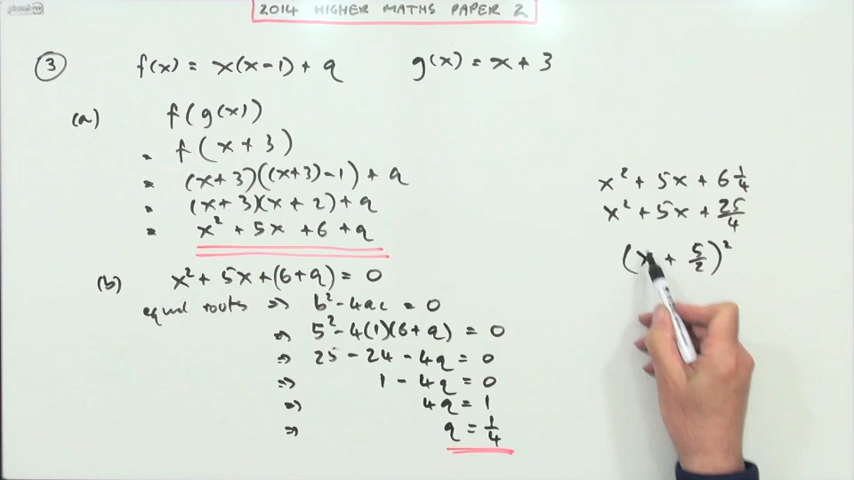 2014 HIGHER MATHS PAPER 2
3 f(x) = x(x-1) + q g(x) = x + 3
(a) f(g(x))
= f(x+3)
= (x+3)((x+3)-1) + q
= (x+3)(x+2) + q
= x² + 5x + 6 + q
(b) x² + 5x + (6+q) = 0
equal roots ⇒ b² - 4ac = 0
⇒ 5² - 4(1)(6+q) = 0
⇒ 25 - 24 - 4q = 0
⇒ 1 - 4q = 0
⇒ 4q = 1
⇒ q = 1/4
x² + 5x + 6 1/4
x² + 5x + 25/4
(x + 5/2)²